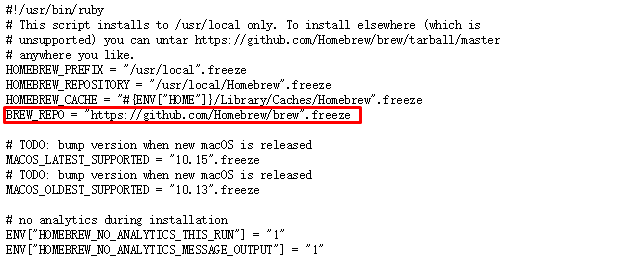 #!/usr/bin/ruby
# This script installs to /usr/local only. To install elsewhere (which is
# unsupported) you can untar https://github.com/Homebrew/brew/tarball/master
# anywhere you like.
HOMEBREW_PREFIX = "/usr/local".freeze
HOMEBREW_REPOSITORY = "/usr/local/Homebrew".freeze
HOMEBREW_CACHE = "#{ENV["HOME"]}/Library/Caches/Homebrew".freeze
BREW_REPO = "https://github.com/Homebrew/brew".freeze
# TODO: bump version when new macOS is released
MACOS_LATEST_SUPPORTED = "10.15".freeze
# TODO: bump version when new macOS is released
MACOS_OLDEST_SUPPORTED = "10.13".freeze
# no analytics during installation
ENV["HOMEBREW_NO_ANALYTICS_THIS_RUN"] = "1"
ENV["HOMEBREW_NO_ANALYTICS_MESSAGE_OUTPUT"] = "1"